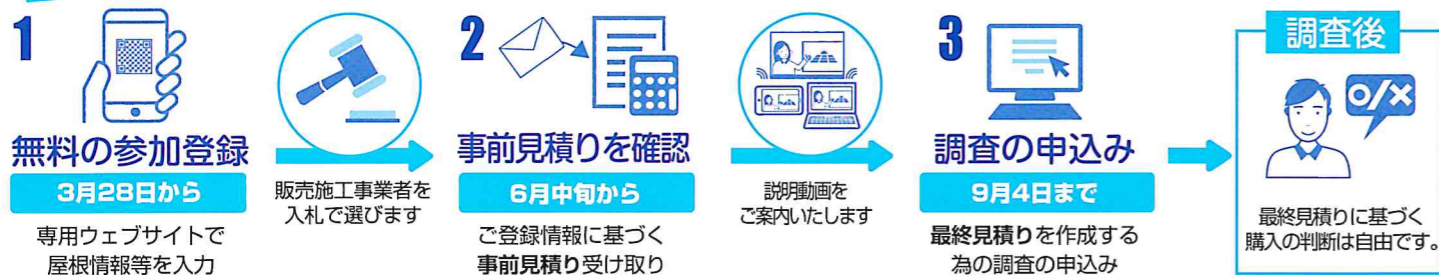 1
無料の参加登録
3月28日から
専用ウェブサイトで
屋根情報等を入力
販売施工事業者を
入札で選びます
2
事前見積りを確認
6月中旬から
ご登録情報に基づく
事前見積り受け取り
説明動画を
ご案内いたします
3
調査の申込み
9月4日まで
最終見積りを作成する
為の調査の申込み
調査後
o/×
最終見積りに基づく
購入の判断は自由です。